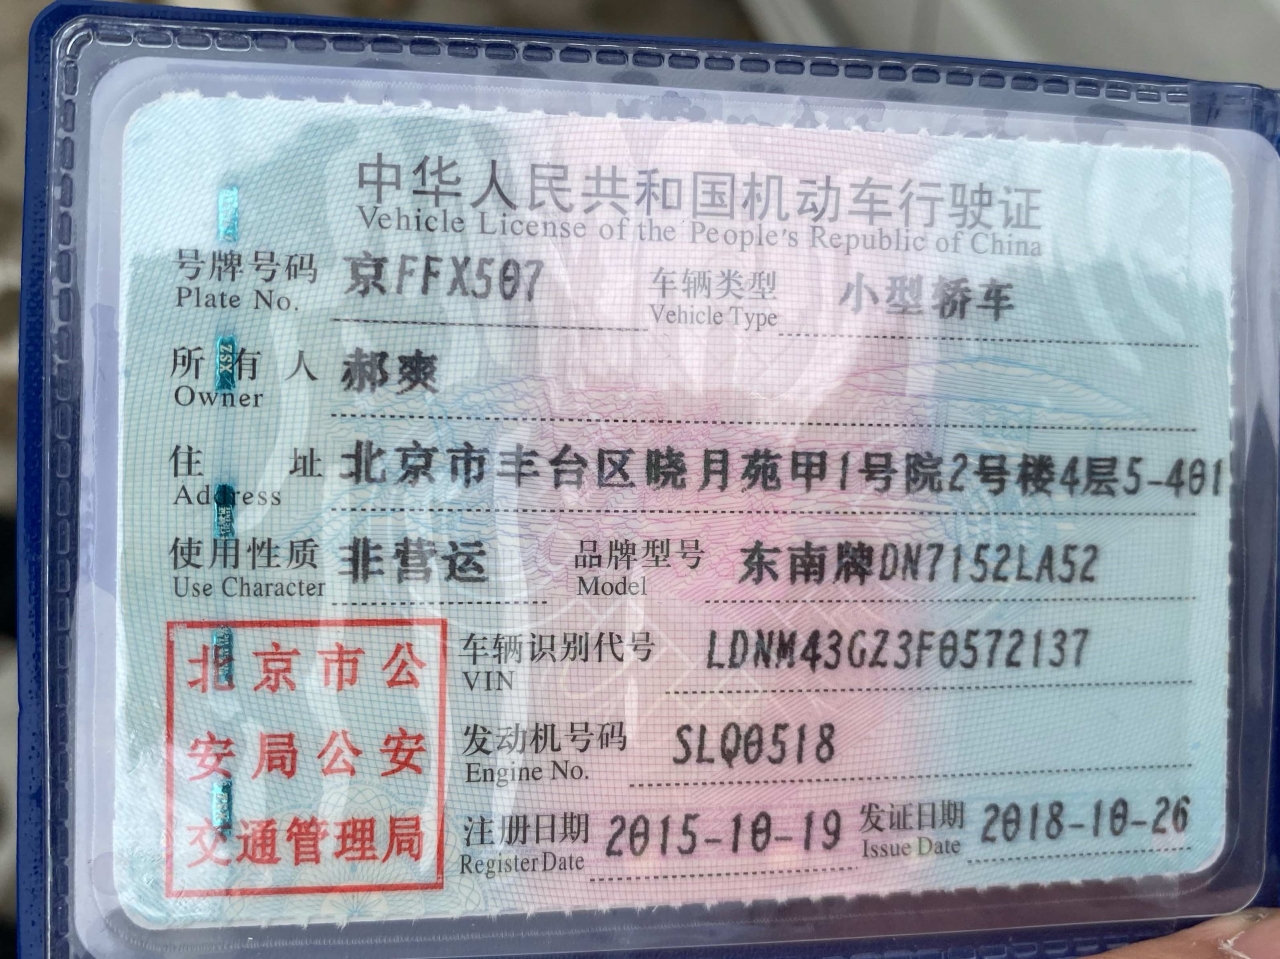 中华人民共和国机动车行驶证
Vehicle License of the People's Republic of China
号牌号码 京FFX507 车辆类型 小型轿车
Plate No. Vehicle Type
所有人 郝爽
Owner
住址 北京市丰台区晓月苑甲1号院2号楼4层5-401
Address
使用性质 非营运 品牌型号 东南牌DN7152LA52
Use Character Model
车辆识别代号 LDNM43GZ3F0572137
VIN
发动机号码 SLQ0518
Engine No.
注册日期 2015-10-19 发证日期 2018-10-26
Register Date Issue Date
北京市公
安局公安
交通管理局
XSZ